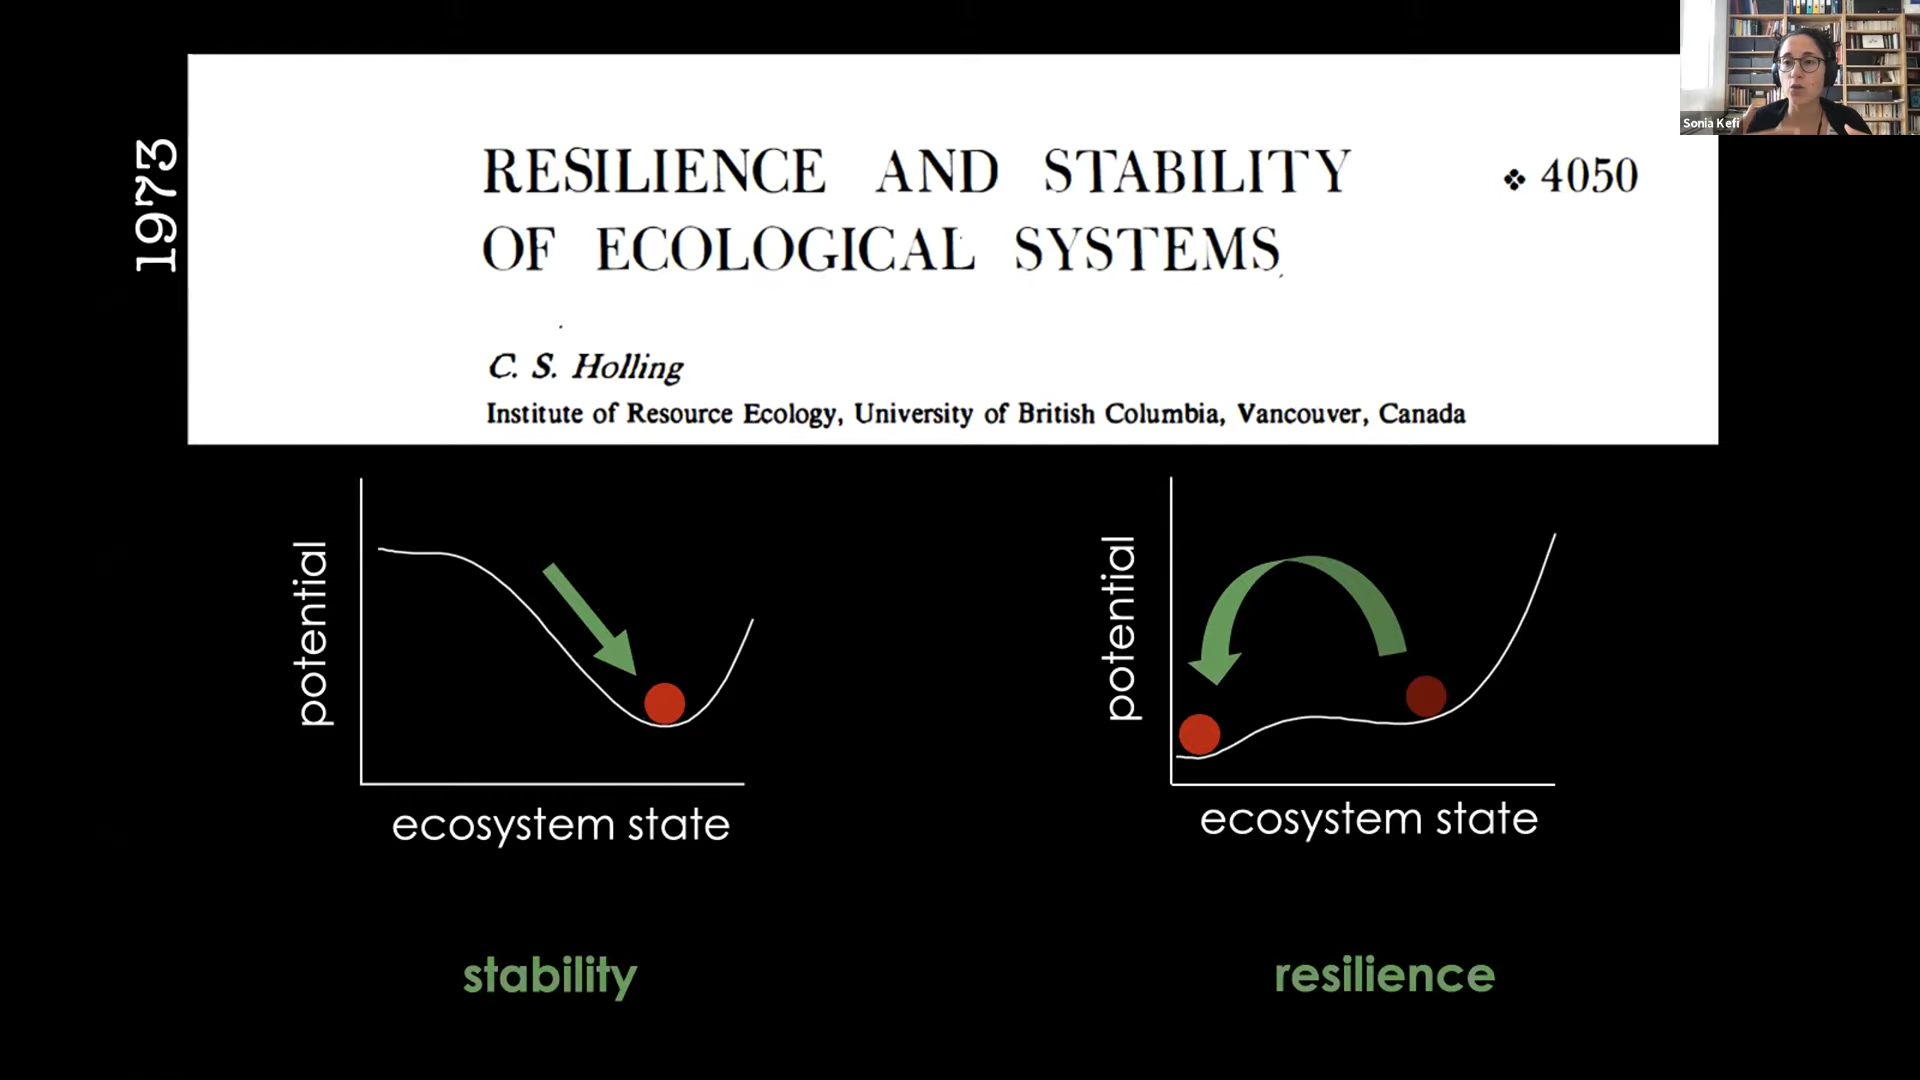 1973
RESILIENCE AND STABILITY
OF ECOLOGICAL SYSTEMS
❖ 4050
C. S. Holling
Institute of Resource Ecology, University of British Columbia, Vancouver, Canada
Sonia Kefi
potential
ecosystem state
stability
potential
ecosystem state
resilience